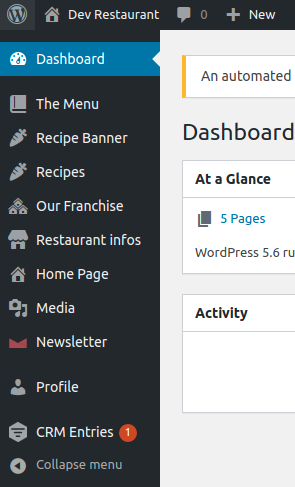 Dev Restaurant 0 New
Dashboard
The Menu
Recipe Banner
Recipes
Our Franchise
Restaurant infos
Home Page
Media
Newsletter
Profile
CRM Entries 1
Collapse menu
An automated
Dashboard
At a Glance
5 Pages
WordPress 5.6 ru
Activity